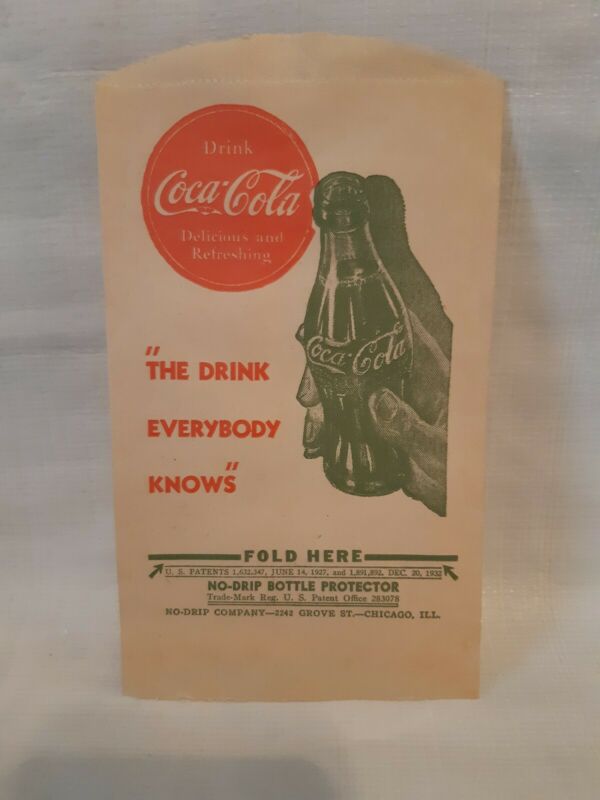 Drink
Coca-Cola
Delicious and
Refreshing
Coca-Cola
"THE DRINK
EVERYBODY
KNOWS"
FOLD HERE
U. S. PATENTS 1,632,347, JUNE 14, 1927, and 1,891,892, DEC. 20, 1932
NO-DRIP BOTTLE PROTECTOR
Trade-Mark Reg. U. S. Patent Office 283078
NO-DRIP COMPANY—2242 GROVE ST.—CHICAGO, ILL.